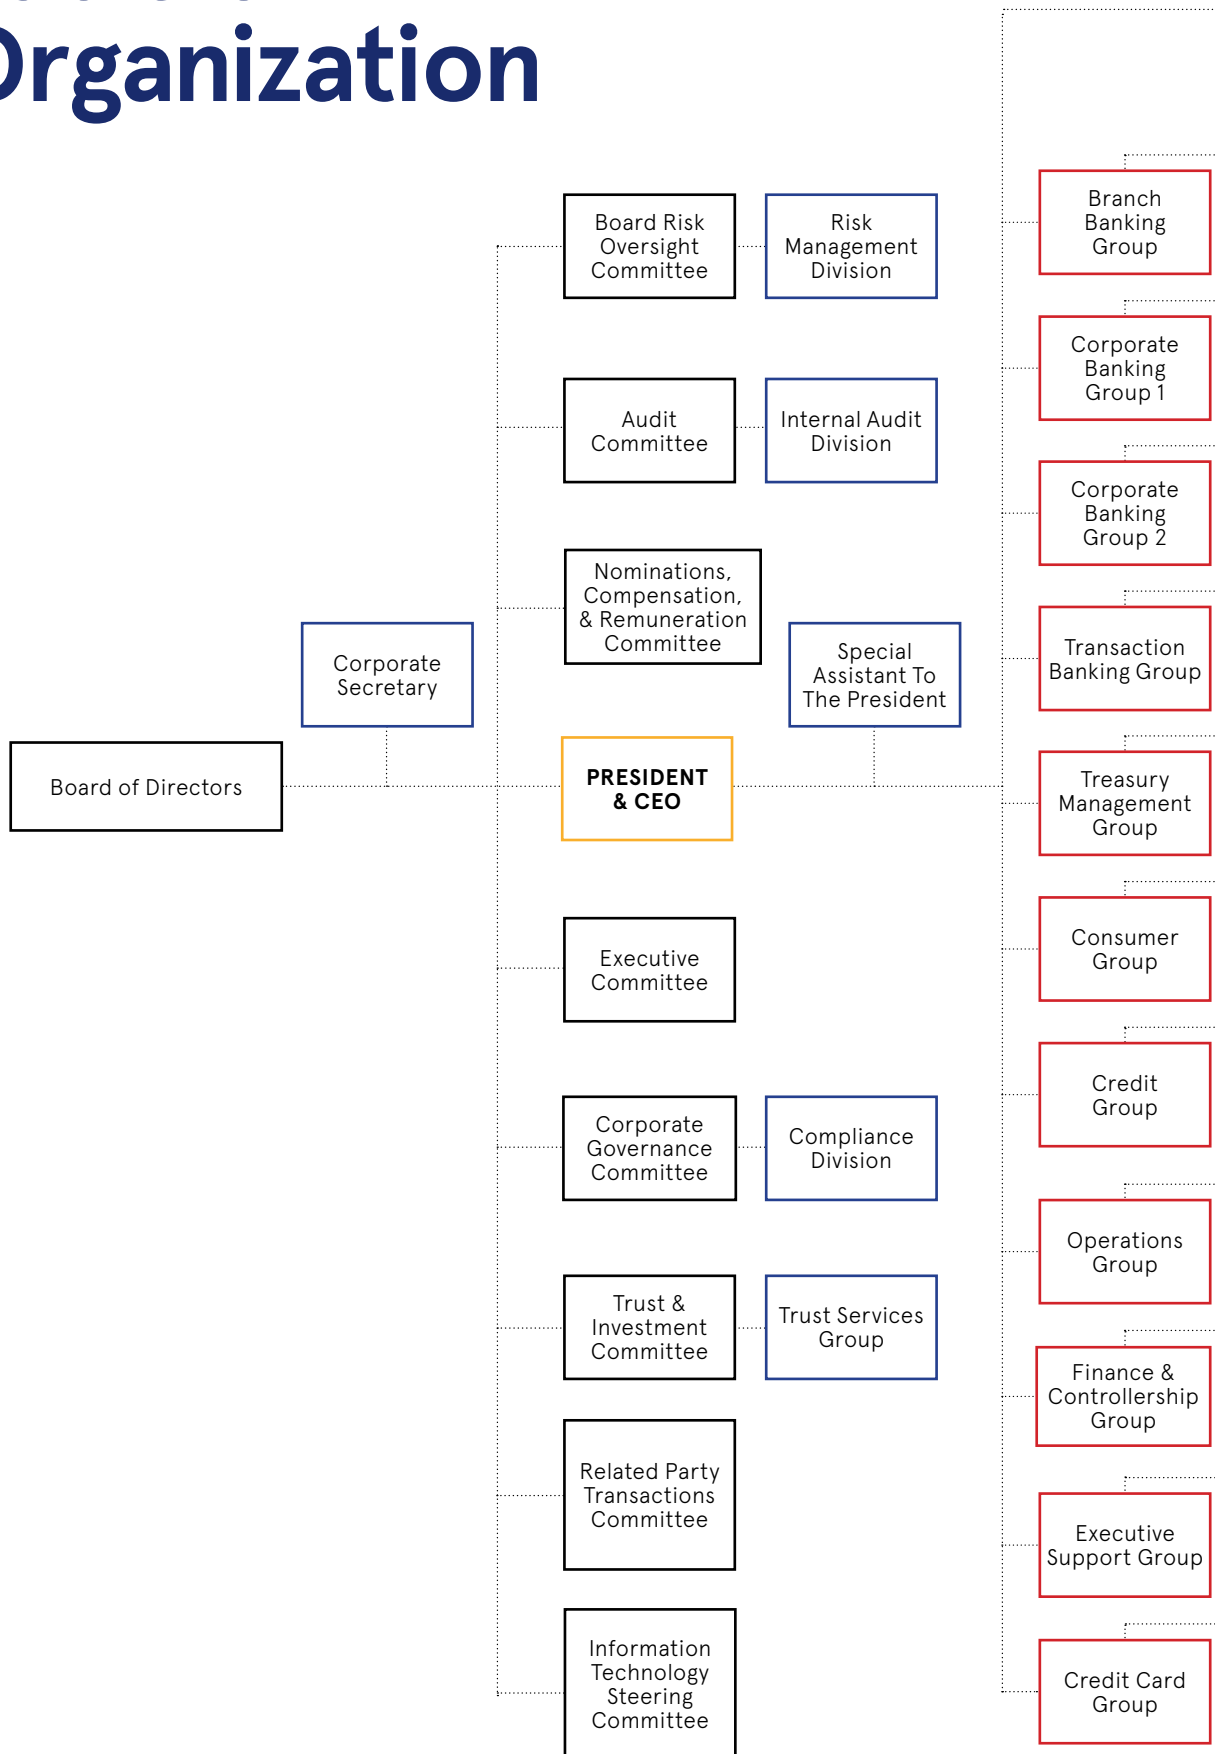 Organization
Board Risk
Oversight
Committee
Risk
Management
Division
Audit
Committee
Internal Audit
Division
Nominations,
Compensation,
& Remuneration
Committee
Corporate
Secretary
Special
Assistant To
The President
Board of Directors
PRESIDENT
& CEO
Executive
Committee
Corporate
Governance
Committee
Compliance
Division
Trust &
Investment
Committee
Trust Services
Group
Related Party
Transactions
Committee
Information
Technology
Steering
Committee
Branch
Banking
Group
Corporate
Banking
Group 1
Corporate
Banking
Group 2
Transaction
Banking Group
Treasury
Management
Group
Consumer
Group
Credit
Group
Operations
Group
Finance &
Controllership
Group
Executive
Support Group
Credit Card
Group